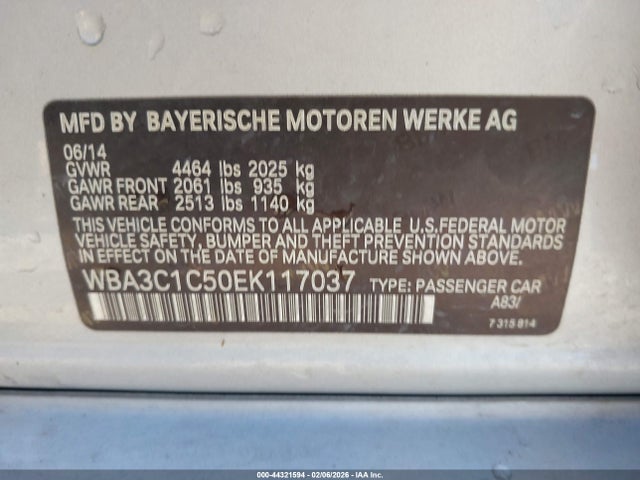 MFD BY BAYERISCHE MOTOREN WERKE AG
06/14
GVWR 4464 lbs 2025 kg
GAWR FRONT 2061 lbs 935 kg
GAWR REAR 2513 lbs 1140 kg
THIS VEHICLE CONFORMS TO ALL APPLICABLE U.S.FEDERAL MOTOR
VEHICLE SAFETY, BUMPER AND THEFT PREVENTION STANDARDS
IN EFFECT ON THE DATE OF MANUFACTURE SHOWN ABOVE.
WBA3C1C50EK117037 TYPE: PASSENGER CAR
A83/
7 315 814
000-44321594 | 02/06/2026 | IAA Inc.